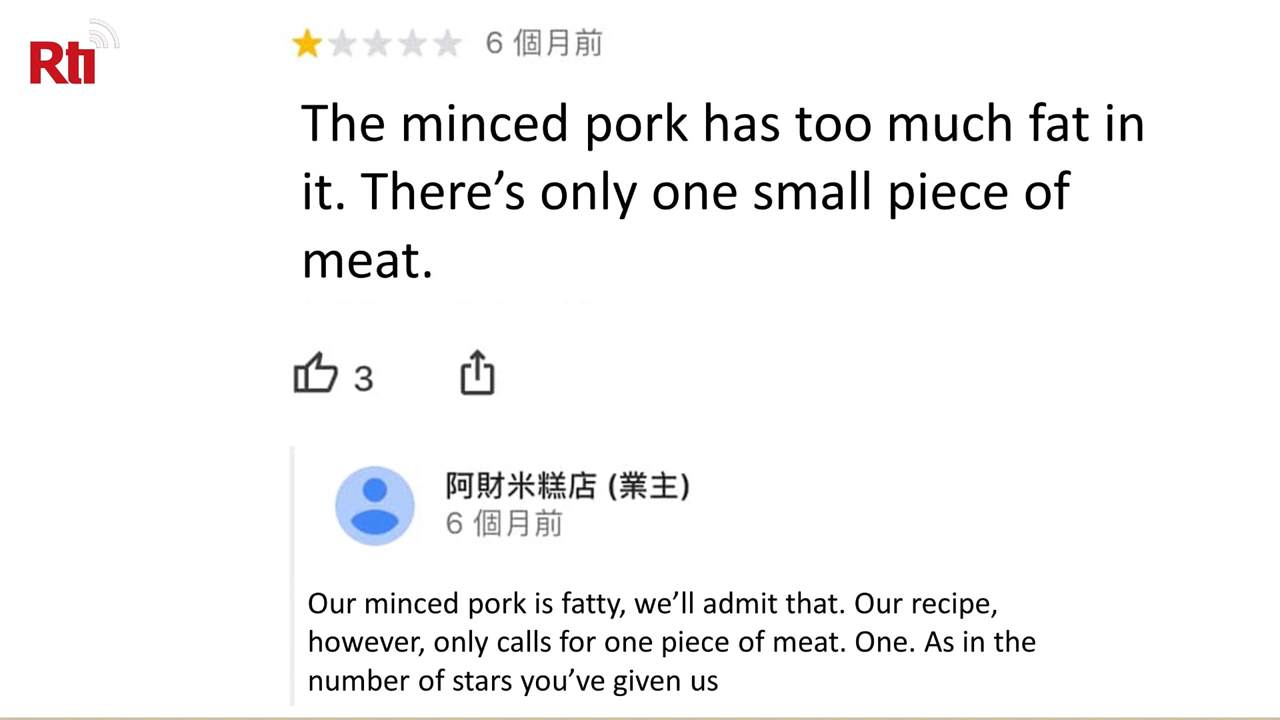 Rti
6 個月前
The minced pork has too much fat in
it. There’s only one small piece of
meat.
3
阿財米糕店 (業主)
6 個月前
Our minced pork is fatty, we’ll admit that. Our recipe,
however, only calls for one piece of meat. One. As in the
number of stars you’ve given us